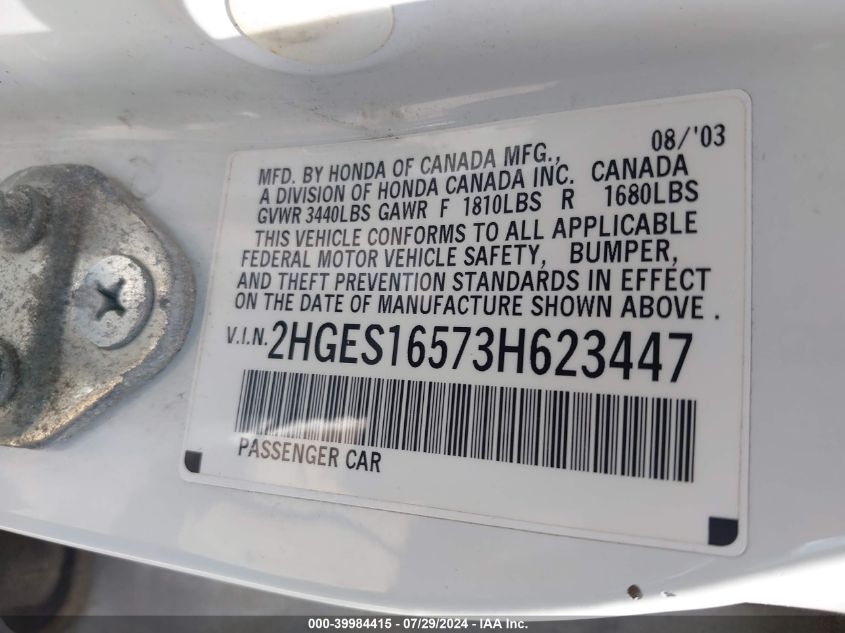 08/'03
MFD. BY HONDA OF CANADA MFG.,
A DIVISION OF HONDA CANADA INC. CANADA
GVWR 3440LBS GAWR F 1810LBS R 1680LBS
THIS VEHICLE CONFORMS TO ALL APPLICABLE
FEDERAL MOTOR VEHICLE SAFETY, BUMPER,
AND THEFT PREVENTION STANDARDS IN EFFECT
ON THE DATE OF MANUFACTURE SHOWN ABOVE.
V.I.N. 2HGES16573H623447
PASSENGER CAR
000-39984415 - 07/29/2024 - IAAI.COM